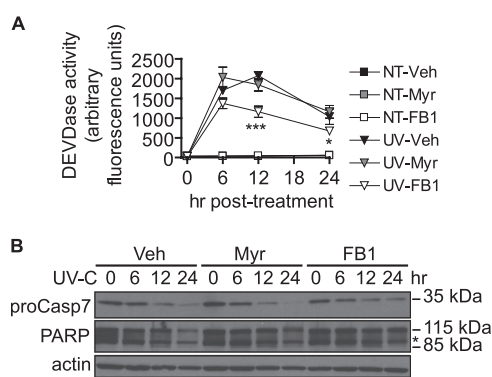 A
DEVDase activity
(arbitrary
fluorescence units)
2500
2000
1500
1000
500
0
***
*
0 6 12 18 24
hr post-treatment
NT-Veh
NT-Myr
NT-FB1
UV-Veh
UV-Myr
UV-FB1
B
Veh Myr FB1
UV-C 0 6 12 24 0 6 12 24 0 6 12 24 hr
proCasp7 35 kDa
PARP 115 kDa
*
85 kDa
actin